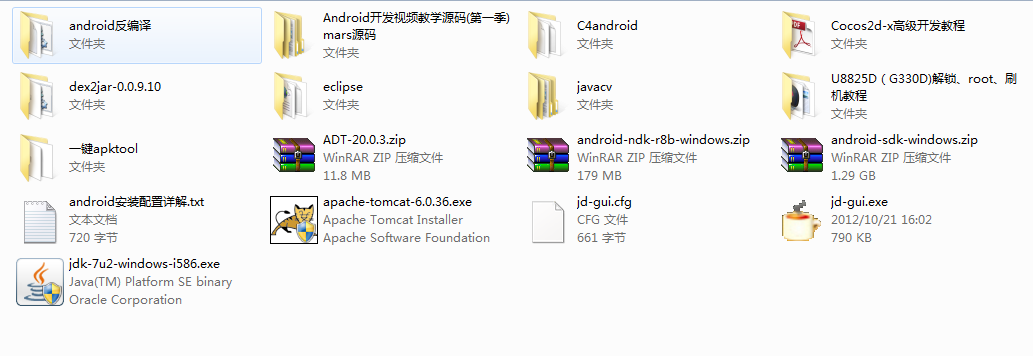 android反编译
文件夹
Android开发视频教学源码(第一季)
mars源码
文件夹
C4android
文件夹
Cocos2d-x高级开发教程
文件夹
dex2jar-0.0.9.10
文件夹
eclipse
文件夹
javacv
文件夹
U8825D ( G330D)解锁、root、刷
机教程
文件夹
一键apktool
文件夹
ADT-20.0.3.zip
WinRAR ZIP 压缩文件
11.8 MB
android-ndk-r8b-windows.zip
WinRAR ZIP 压缩文件
179 MB
android-sdk-windows.zip
WinRAR ZIP 压缩文件
1.29 GB
android安装配置详解.txt
文本文档
720 字节
apache-tomcat-6.0.36.exe
Apache Tomcat Installer
Apache Software Foundation
jd-gui.cfg
CFG 文件
661 字节
jd-gui.exe
2012/10/21 16:02
790 KB
jdk-7u2-windows-i586.exe
Java(TM) Platform SE binary
Oracle Corporation